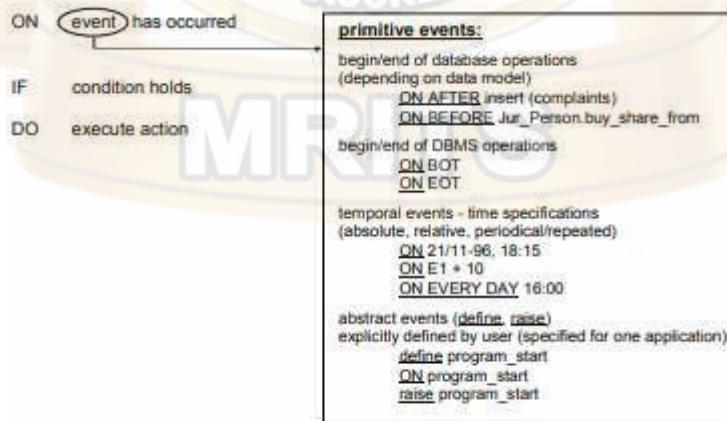 ON event has occurred
IF condition holds
DO execute action
primitive events:
begin/end of database operations
(depending on data model)
ON AFTER insert (complaints)
ON BEFORE Jur_Person.buy_share_from
begin/end of DBMS operations
ON BOT
ON EOT
temporal events - time specifications
(absolute, relative, periodical/repeated)
ON 21/11-96, 18:15
ON E1 + 10
ON EVERY DAY 16:00
abstract events (define, raise)
explicitly defined by user (specified for one application)
define program_start
ON program_start
raise program_start
MRITS